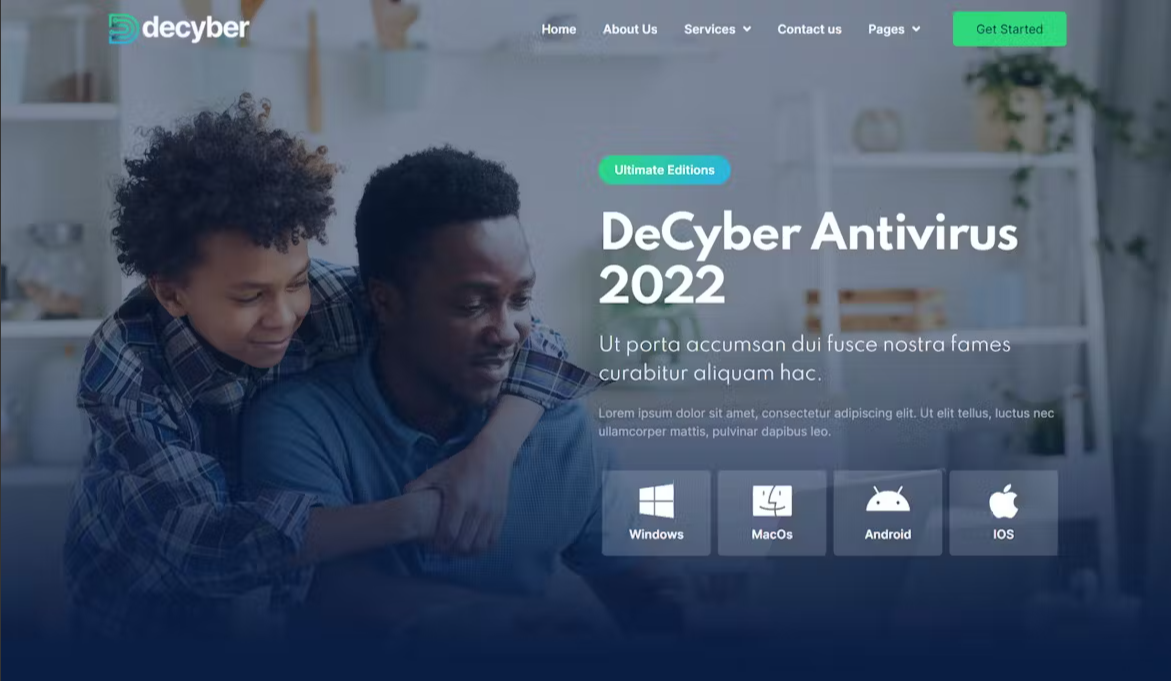 decyber
Home About Us Services Contact us Pages Get Started
Ultimate Editions
DeCyber Antivirus
2022
Ut porta accumsan dui fusce nostra fames
curabitur aliquam hac.
Lorem ipsum dolor sit amet, consectetur adipiscing elit. Ut elit tellus, luctus nec
ullamcorper mattis, pulvinar dapibus leo.
Windows MacOs Android IOS